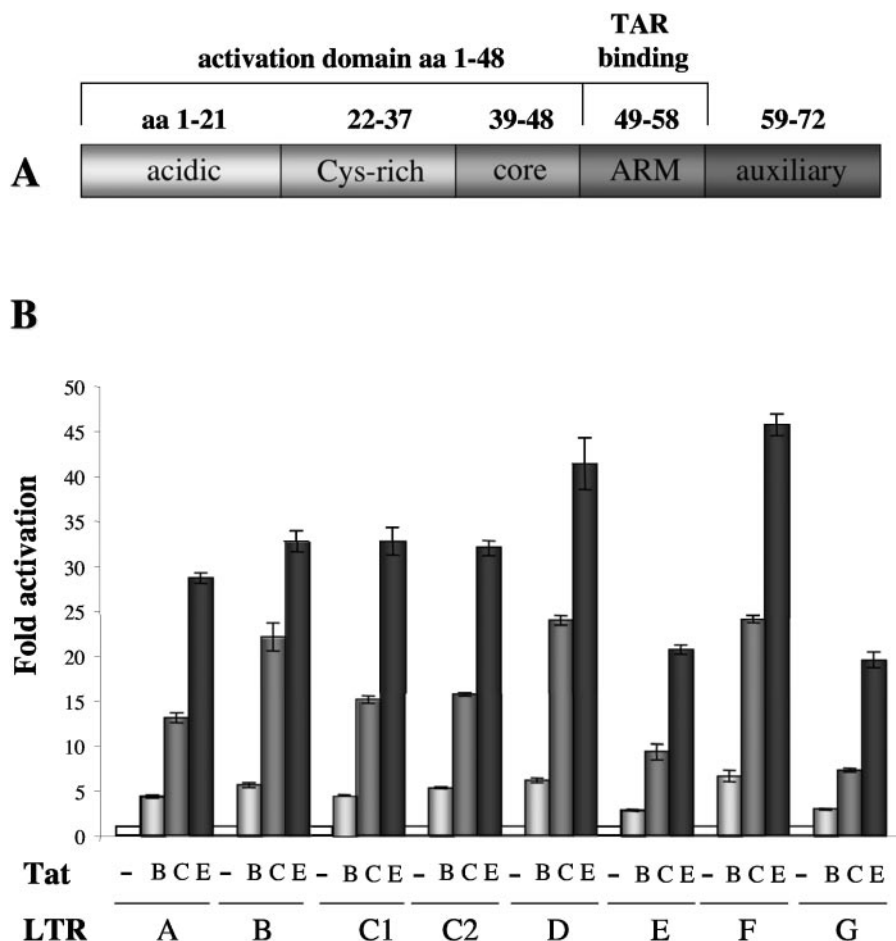 TAR
activation domain aa 1-48 binding
aa 1-21 22-37 39-48 49-58 59-72
A acidic Cys-rich core ARM auxiliary
B
Fold activation
50
45
40
35
30
25
20
15
10
5
0
Tat - B C E - B C E - B C E - B C E - B C E - B C E - B C E - B C E
LTR A B C1 C2 D E F G